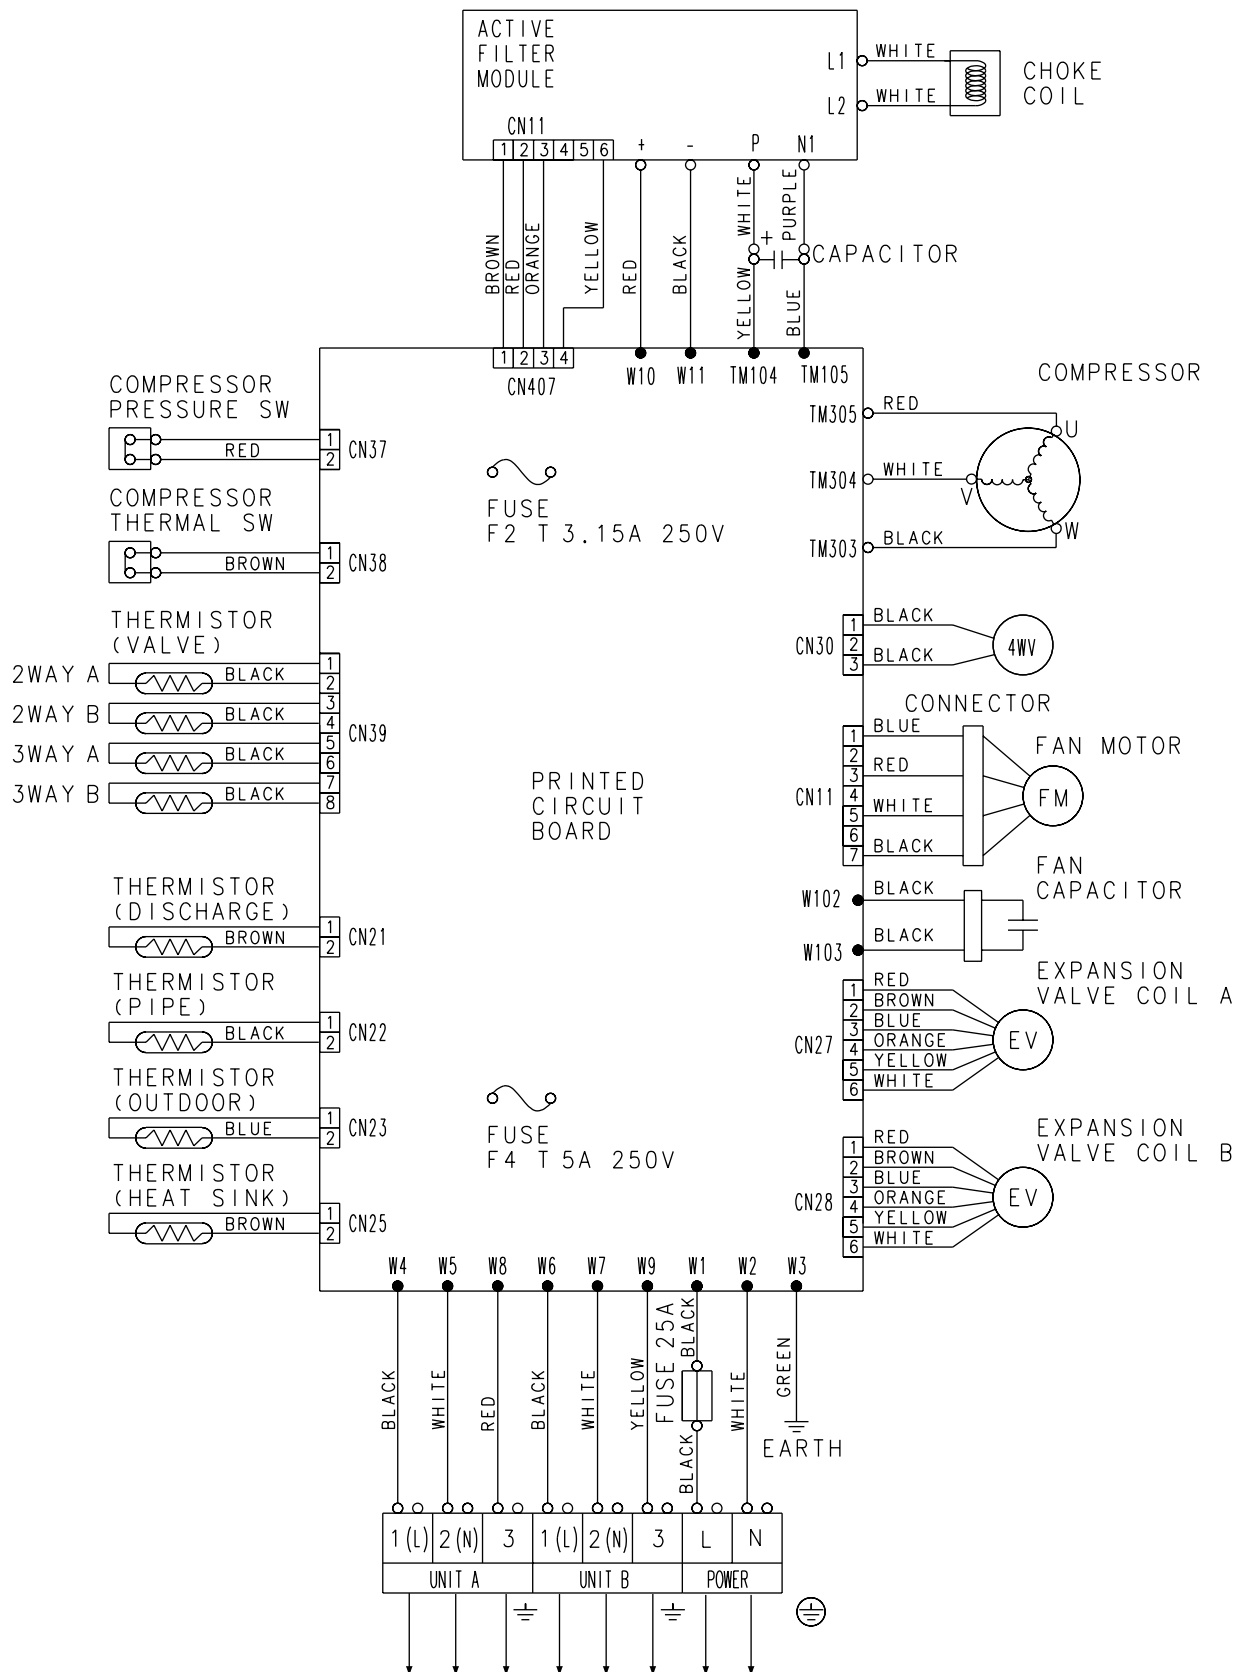 ACTIVE
FILTER
MODULE
L1 WHITE
CHOKE
COIL
L2 WHITE
CN11
1 2 3 4 5 6
+ - P N1
BROWN
RED
ORANGE
YELLOW
RED
BLACK
WHITE
+
PURPLE
CAPACITOR
YELLOW
BLUE
1 2 3 4
CN407
W10 W11 TM104 TM105
COMPRESSOR
PRESSURE SW
1
2
RED
CN37
COMPRESSOR
THERMAL SW
1
2
BROWN
CN38
FUSE
F2 T 3.15A 250V
COMPRESSOR
TM305 RED
U
TM304 WHITE
V
TM303 BLACK
W
THERMISTOR
(VALVE)
2WAY A BLACK
2WAY B BLACK
3WAY A BLACK
3WAY B BLACK
1
2
3
4
5
6
7
8
CN39
CN30
1
2
3
BLACK
BLACK
4WV
CONNECTOR
FAN MOTOR
CN11
1
2
3
4
5
6
7
BLUE
RED
WHITE
BLACK
FM
PRINTED
CIRCUIT
BOARD
FAN
CAPACITOR
W102 BLACK
W103 BLACK
THERMISTOR
(DISCHARGE)
1
2
BROWN
CN21
THERMISTOR
(PIPE)
1
2
BLACK
CN22
THERMISTOR
(OUTDOOR)
1
2
BLUE
CN23
THERMISTOR
(HEAT SINK)
1
2
BROWN
CN25
EXPANSION
VALVE COIL A
CN27
1 RED
2 BROWN
3 BLUE
4 ORANGE
5 YELLOW
6 WHITE
EV
FUSE
F4 T 5A 250V
EXPANSION
VALVE COIL B
CN28
1 RED
2 BROWN
3 BLUE
4 ORANGE
5 YELLOW
6 WHITE
EV
W4 W5 W8 W6 W7 W9 W1 W2 W3
BLACK
WHITE
RED
BLACK
WHITE
YELLOW
FUSE 25A
BLACK
BLACK
WHITE
GREEN
EARTH
1(L) 2(N) 3 1(L) 2(N) 3 L N
UNIT A UNIT B POWER